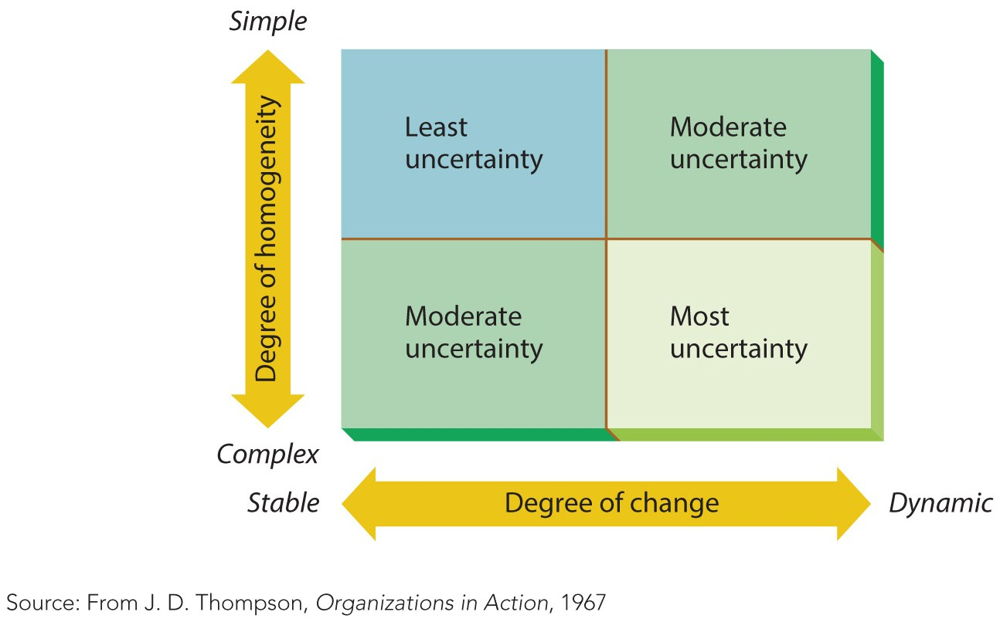 Simple
Degree of homogeneity
Least
uncertainty
Moderate
uncertainty
Moderate
uncertainty
Most
uncertainty
Complex
Stable
Degree of change
Dynamic
Source: From J. D. Thompson, Organizations in Action, 1967